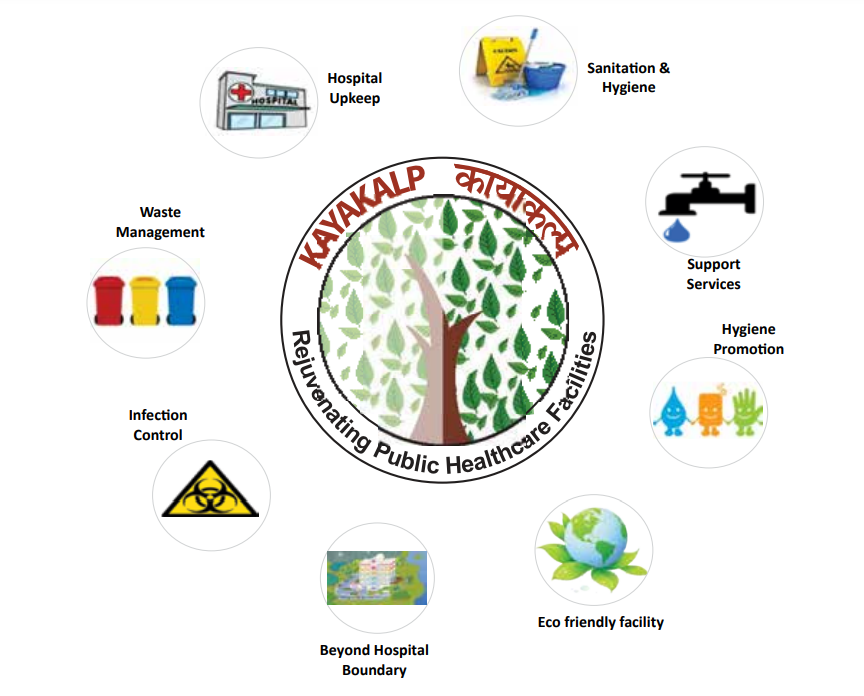 Hospital
Upkeep
HOSPITAL
Sanitation &
Hygiene
KAYAKALP कायाकल्प
Rejuvenating Public Healthcare Facilities
Waste
Management
Support
Services
Hygiene
Promotion
Infection
Control
Eco friendly facility
Beyond Hospital
Boundary